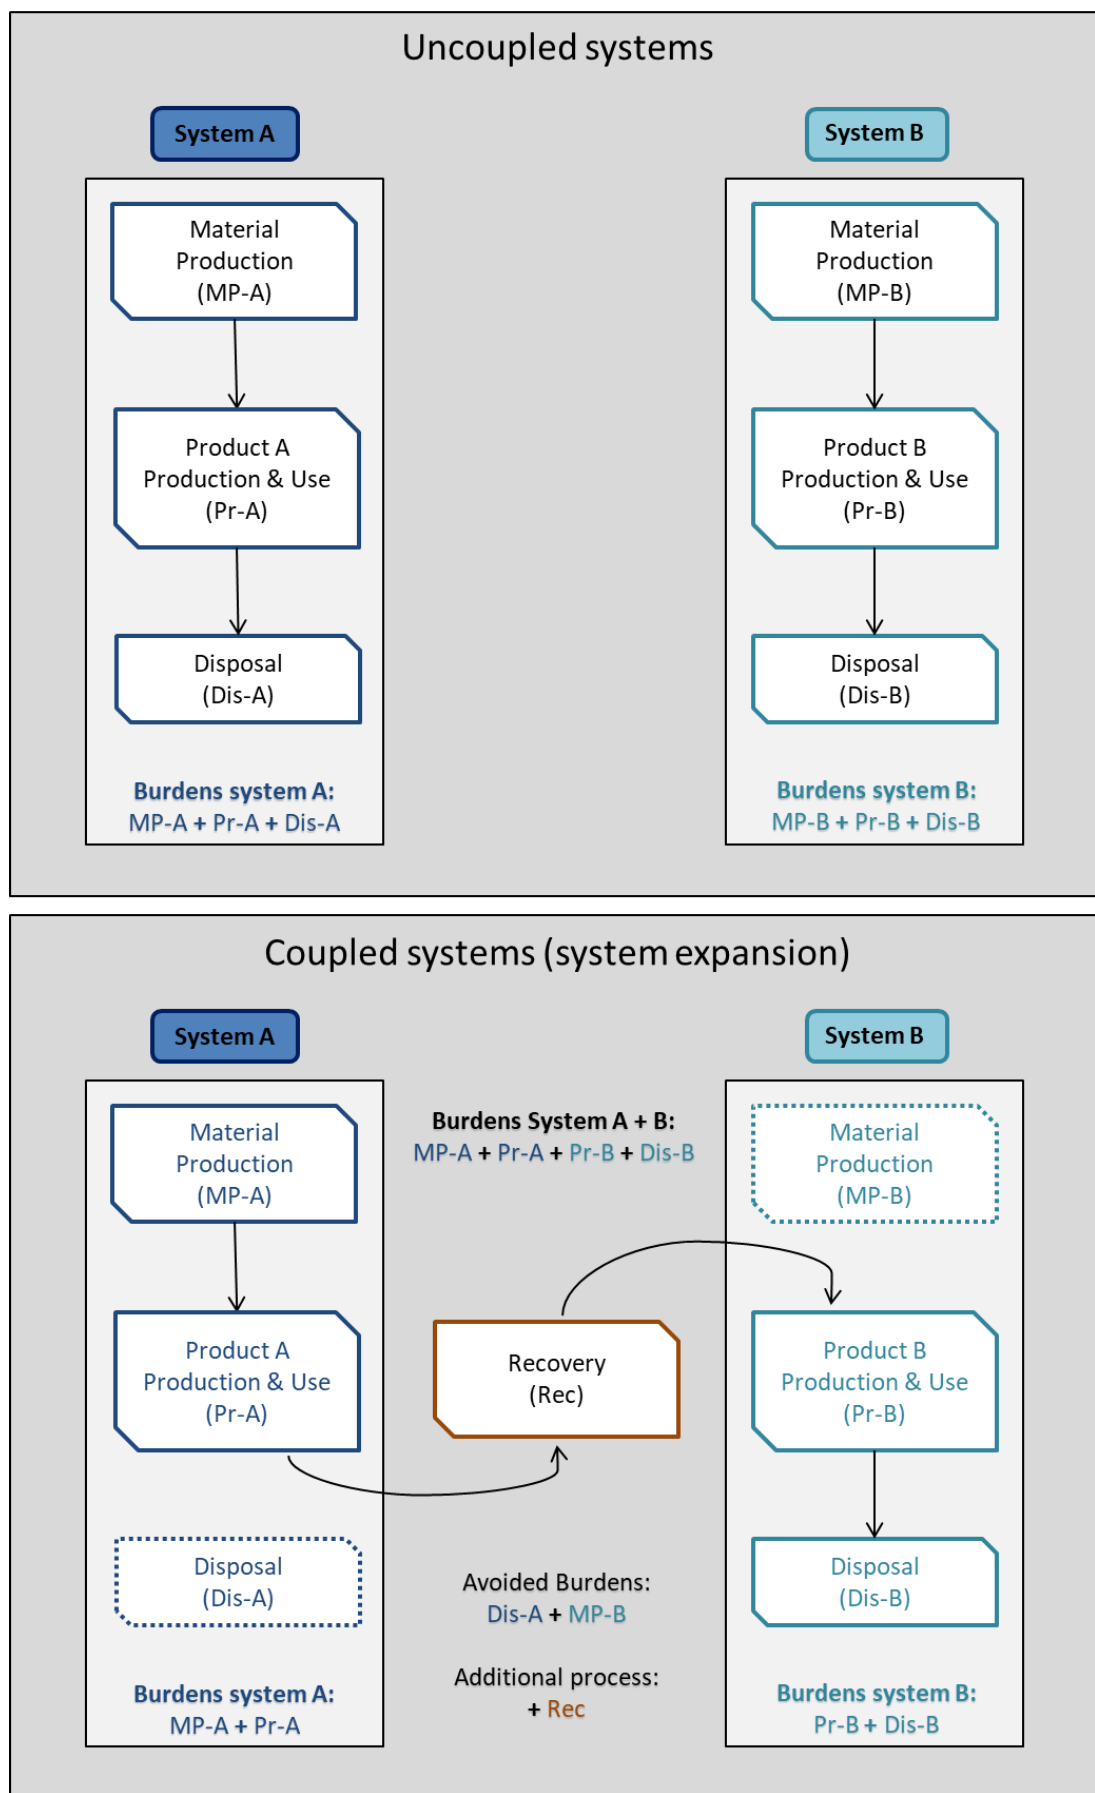 Uncoupled systems
System A
Material
Production
(MP-A)
Product A
Production & Use
(Pr-A)
Disposal
(Dis-A)
Burdens system A:
MP-A + Pr-A + Dis-A
System B
Material
Production
(MP-B)
Product B
Production & Use
(Pr-B)
Disposal
(Dis-B)
Burdens system B:
MP-B + Pr-B + Dis-B
Coupled systems (system expansion)
System A
Material
Production
(MP-A)
Product A
Production & Use
(Pr-A)
Disposal
(Dis-A)
Burdens system A:
MP-A + Pr-A
Burdens System A + B:
MP-A + Pr-A + Pr-B + Dis-B
Recovery
(Rec)
Avoided Burdens:
Dis-A + MP-B
Additional process:
+ Rec
System B
Material
Production
(MP-B)
Product B
Production & Use
(Pr-B)
Disposal
(Dis-B)
Burdens system B:
Pr-B + Dis-B